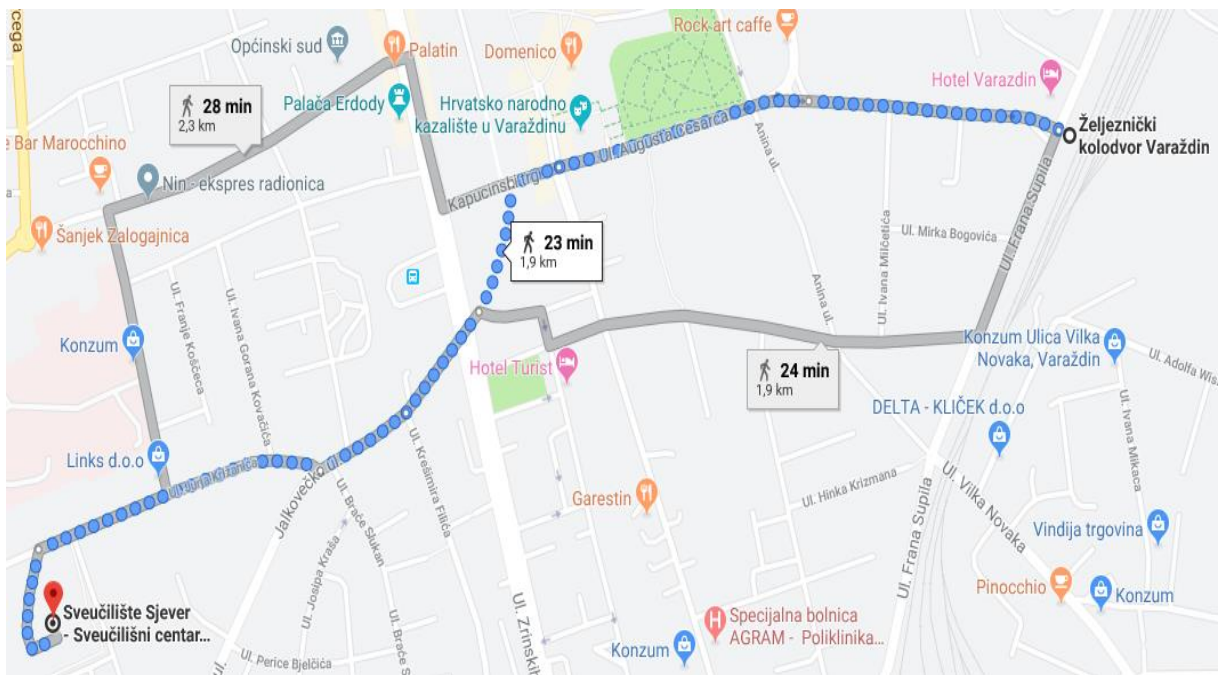 cega
Općinski sud
Palatin
Domenico
Rock art caffe
Hotel Varazdin
28 min
2,3 km
Palača Erdody
Hrvatsko narodno
kazalište u Varaždinu
Ul. Augusta Cesarca
Željeznički
kolodvor Varaždin
Anina ul.
e Bar Marocchino
Nin - ekspres radionica
Kapucinski trg
Šanjek Zalogajnica
23 min
1,9 km
Ul. Ivana Milčetića
Ul. Mirka Bogovića
Ul. Frana Supila
Ul. Franje Koščeca
Ul. Ivana Gorana Kovačića
Anina ul.
Konzum
Hotel Turist
24 min
1,9 km
Konzum Ulica Vilka
Novaka, Varaždin
Ul. Adolfa Wis
DELTA - KLIČEK d.o.o
Ul. Ivana Mikaca
Links d.o.o
Jalkovečka ul.
Ul. Krešimira Filića
Ul. Braće Slukan
Garestin
Ul. Hinka Krizmana
Ul. Vilka Novaka
Vindija trgovina
Ul. Josipa Kraša
Ul. Zrinskih
Ul. Frana Supila
Pinocchio
Konzum
Sveučilište Sjever
- Sveučilišni centar...
Specijalna bolnica
AGRAM - Poliklinika...
Konzum
Ul. Perice Bjelčića
Ul. Braće S
ul.